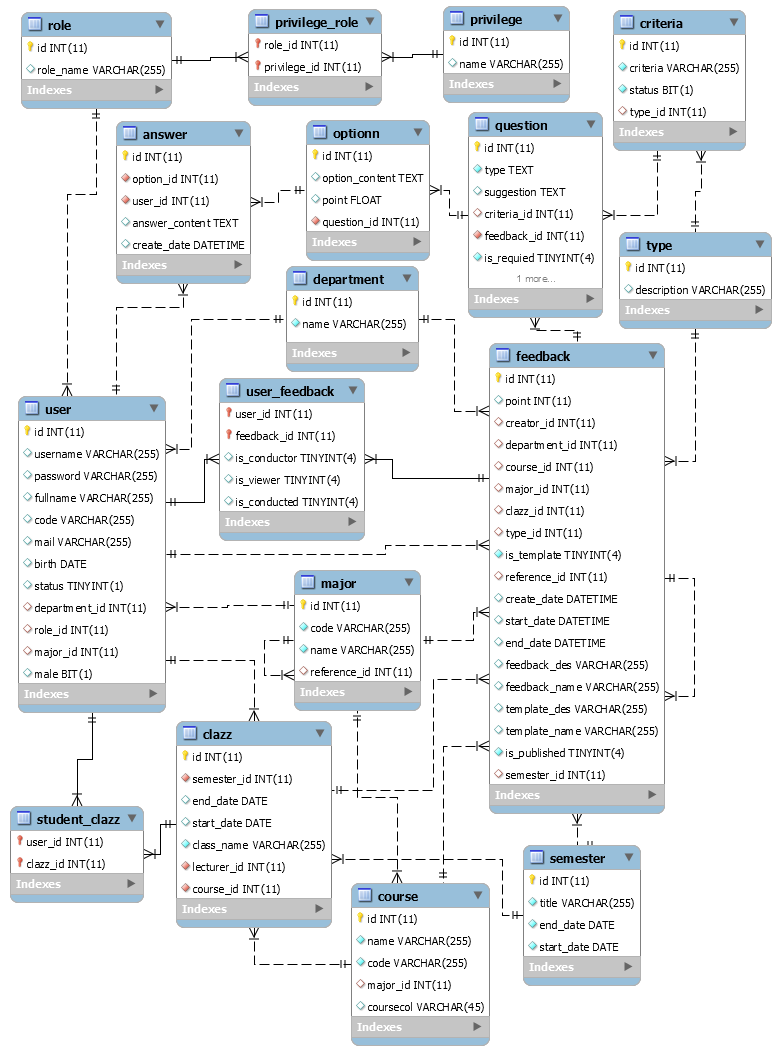 role
id INT(11)
role_name VARCHAR(255)
Indexes
privilege_role
role_id INT(11)
privilege_id INT(11)
Indexes
privilege
id INT(11)
name VARCHAR(255)
Indexes
criteria
id INT(11)
criteria VARCHAR(255)
status BIT(1)
type_id INT(11)
Indexes
answer
id INT(11)
option_id INT(11)
user_id INT(11)
answer_content TEXT
create_date DATETIME
Indexes
optionn
id INT(11)
option_content TEXT
point FLOAT
question_id INT(11)
Indexes
question
id INT(11)
type TEXT
suggestion TEXT
criteria_id INT(11)
feedback_id INT(11)
is_requied TINYINT(4)
1 more...
Indexes
type
id INT(11)
description VARCHAR(255)
Indexes
department
id INT(11)
name VARCHAR(255)
Indexes
user
id INT(11)
username VARCHAR(255)
password VARCHAR(255)
fullname VARCHAR(255)
code VARCHAR(255)
mail VARCHAR(255)
birth DATE
status TINYINT(1)
department_id INT(11)
role_id INT(11)
major_id INT(11)
male BIT(1)
Indexes
user_feedback
user_id INT(11)
feedback_id INT(11)
is_conductor TINYINT(4)
is_viewer TINYINT(4)
is_conducted TINYINT(4)
Indexes
feedback
id INT(11)
point INT(11)
creator_id INT(11)
department_id INT(11)
course_id INT(11)
major_id INT(11)
clazz_id INT(11)
type_id INT(11)
is_template TINYINT(4)
reference_id INT(11)
create_date DATETIME
start_date DATETIME
end_date DATETIME
feedback_des VARCHAR(255)
feedback_name VARCHAR(255)
template_des VARCHAR(255)
template_name VARCHAR(255)
is_published TINYINT(4)
semester_id INT(11)
Indexes
major
id INT(11)
code VARCHAR(255)
name VARCHAR(255)
reference_id INT(11)
Indexes
clazz
id INT(11)
semester_id INT(11)
end_date DATE
start_date DATE
class_name VARCHAR(255)
lecturer_id INT(11)
course_id INT(11)
Indexes
student_clazz
user_id INT(11)
clazz_id INT(11)
Indexes
course
id INT(11)
name VARCHAR(255)
code VARCHAR(255)
major_id INT(11)
coursecol VARCHAR(45)
Indexes
semester
id INT(11)
title VARCHAR(255)
end_date DATE
start_date DATE
Indexes